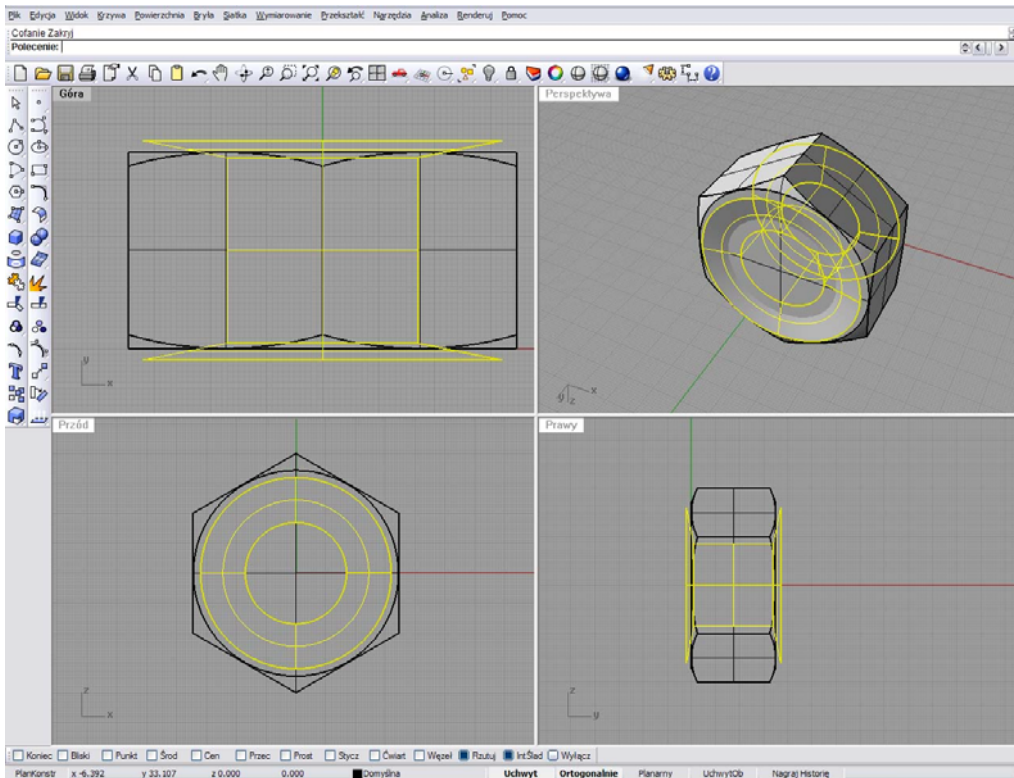 Plik Edycja Widok Krzywa Powierzchnia Bryła Siatka Wymiarowanie Przekształć Narzędzia Analiza Renderuj Pomoc
Cofanie Zakryj
Polecenie:
Góra
Perspektywa
y
x
x
y
z
Przód
Prawy
z
x
z
y
Koniec Bliski Punkt Środ Cen Przec Prost Stycz Ćwiart Węzeł Rzutuj IntŚlad Wyłącz
PlanKonstr x -6.392 y 33.107 z 0.000 0.000 Domyślna Uchwyt Ortogonalnie Planarny UchwytOb Nagraj Historię